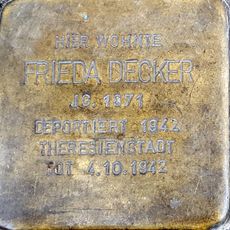 HIER WOHNTE
FRIEDA DECKER
JG. 1871
DEPORTIERT 1942
THERESIENSTADT
TOT 4.10.1942